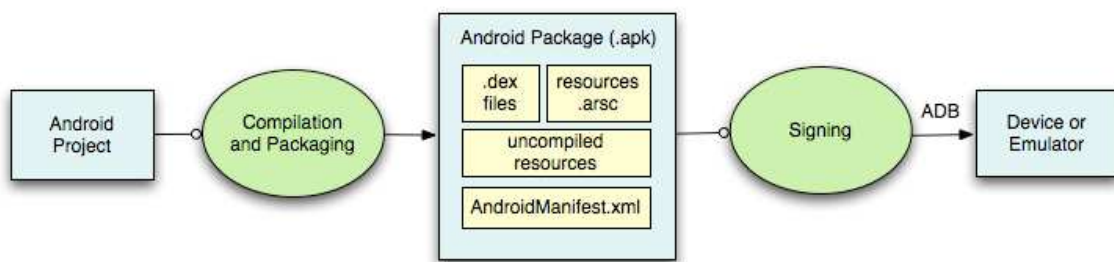 Android
Project
Compilation
and Packaging
Android Package (.apk)
.dex
files
resources
.arsc
uncompiled
resources
AndroidManifest.xml
Signing
ADB
Device or
Emulator